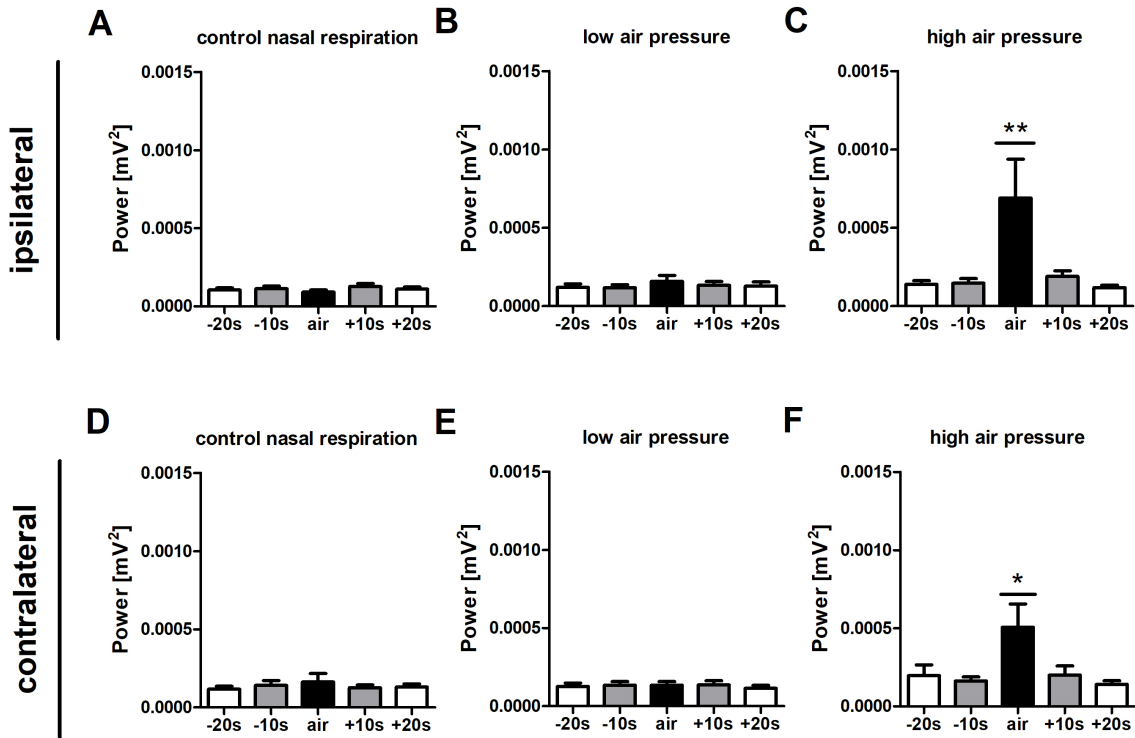 A
control nasal respiration
B
low air pressure
C
high air pressure
ipsilateral
Power [mV²]
0.0015
0.0010
0.0005
0.0000
-20s -10s air +10s +20s
Power [mV²]
0.0015
0.0010
0.0005
0.0000
-20s -10s air +10s +20s
Power [mV²]
0.0015
0.0010
0.0005
0.0000
**
-20s -10s air +10s +20s
D
control nasal respiration
E
low air pressure
F
high air pressure
contralateral
Power [mV²]
0.0015
0.0010
0.0005
0.0000
-20s -10s air +10s +20s
Power [mV²]
0.0015
0.0010
0.0005
0.0000
-20s -10s air +10s +20s
Power [mV²]
0.0015
0.0010
0.0005
0.0000
*
-20s -10s air +10s +20s